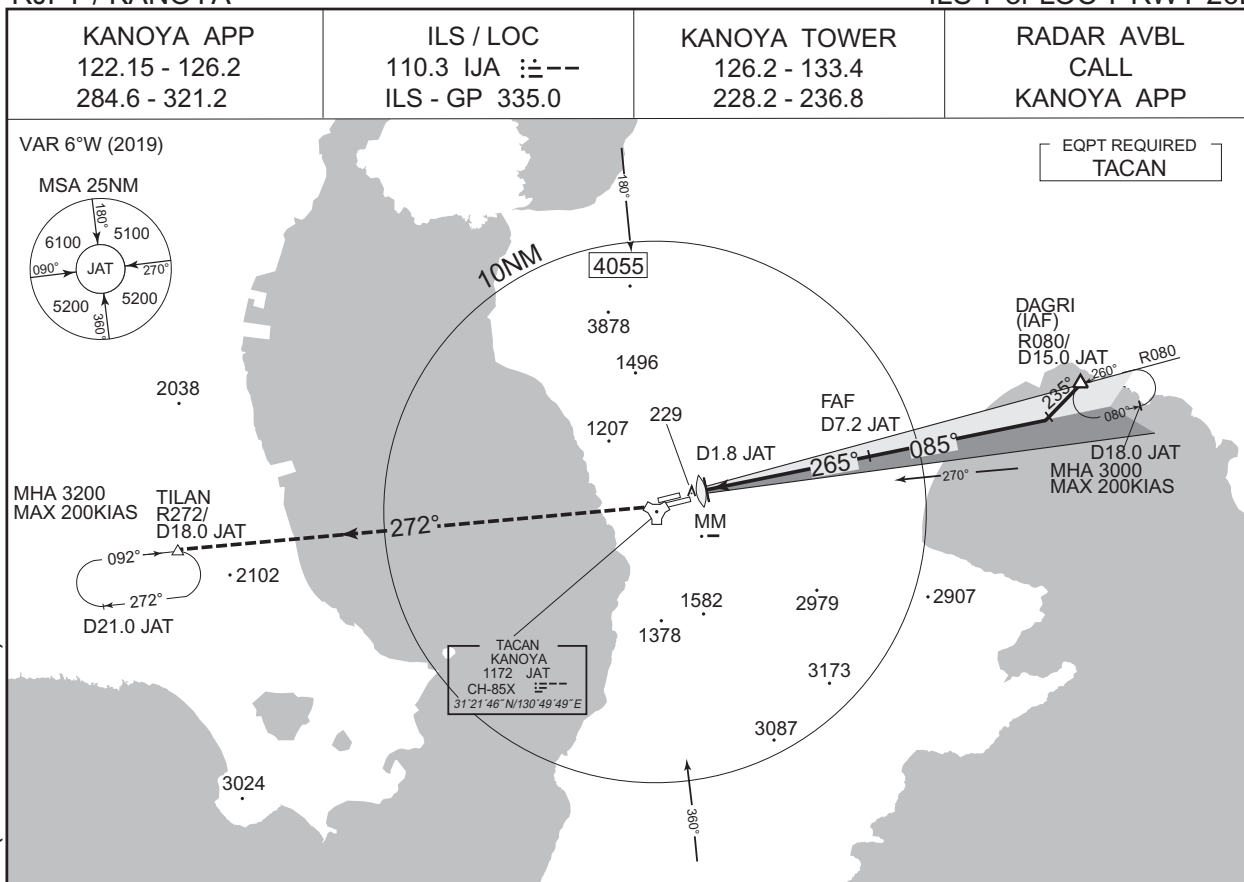 KANOYA APP
122.15 - 126.2
284.6 - 321.2
ILS / LOC
110.3 IJA
ILS - GP 335.0
KANOYA TOWER
126.2 - 133.4
228.2 - 236.8
RADAR AVBL
CALL
KANOYA APP
VAR 6°W (2019)
MSA 25NM
180°
6100
5100
090°
JAT
270°
5200
5200
360°
EQPT REQUIRED
TACAN
180°
10NM
4055
3878
1496
2038
229
1207
DAGRI
(IAF)
R080/
D15.0 JAT
R080
260°
235°
080°
FAF
D7.2 JAT
D1.8 JAT
265°
085°
270°
D18.0 JAT
MHA 3000
MAX 200KIAS
MHA 3200
MAX 200KIAS
TILAN
R272/
D18.0 JAT
272°
MM
092°
272°
D21.0 JAT
2102
1582
1378
2979
2907
3173
3087
TACAN
KANOYA
1172 JAT
CH-85X
31°21´46˝N/130°49´49˝E
3024
360°